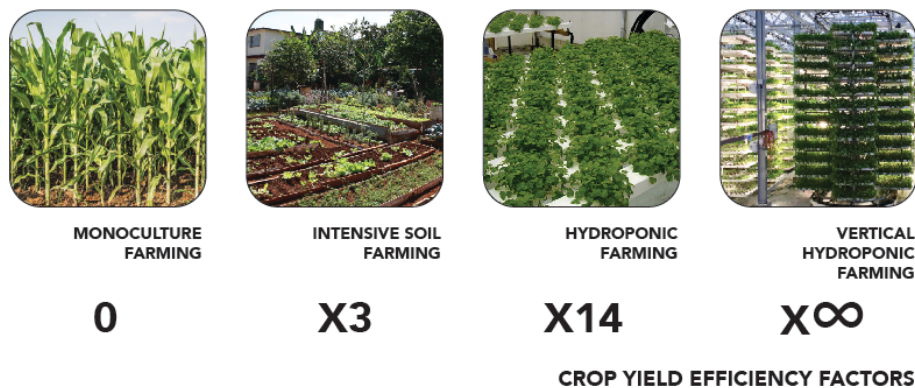 MONOCULTURE
FARMING
INTENSIVE SOIL
FARMING
HYDROPONIC
FARMING
VERTICAL
HYDROPONIC
FARMING
0
X3
X14
X∞
CROP YIELD EFFICIENCY FACTORS